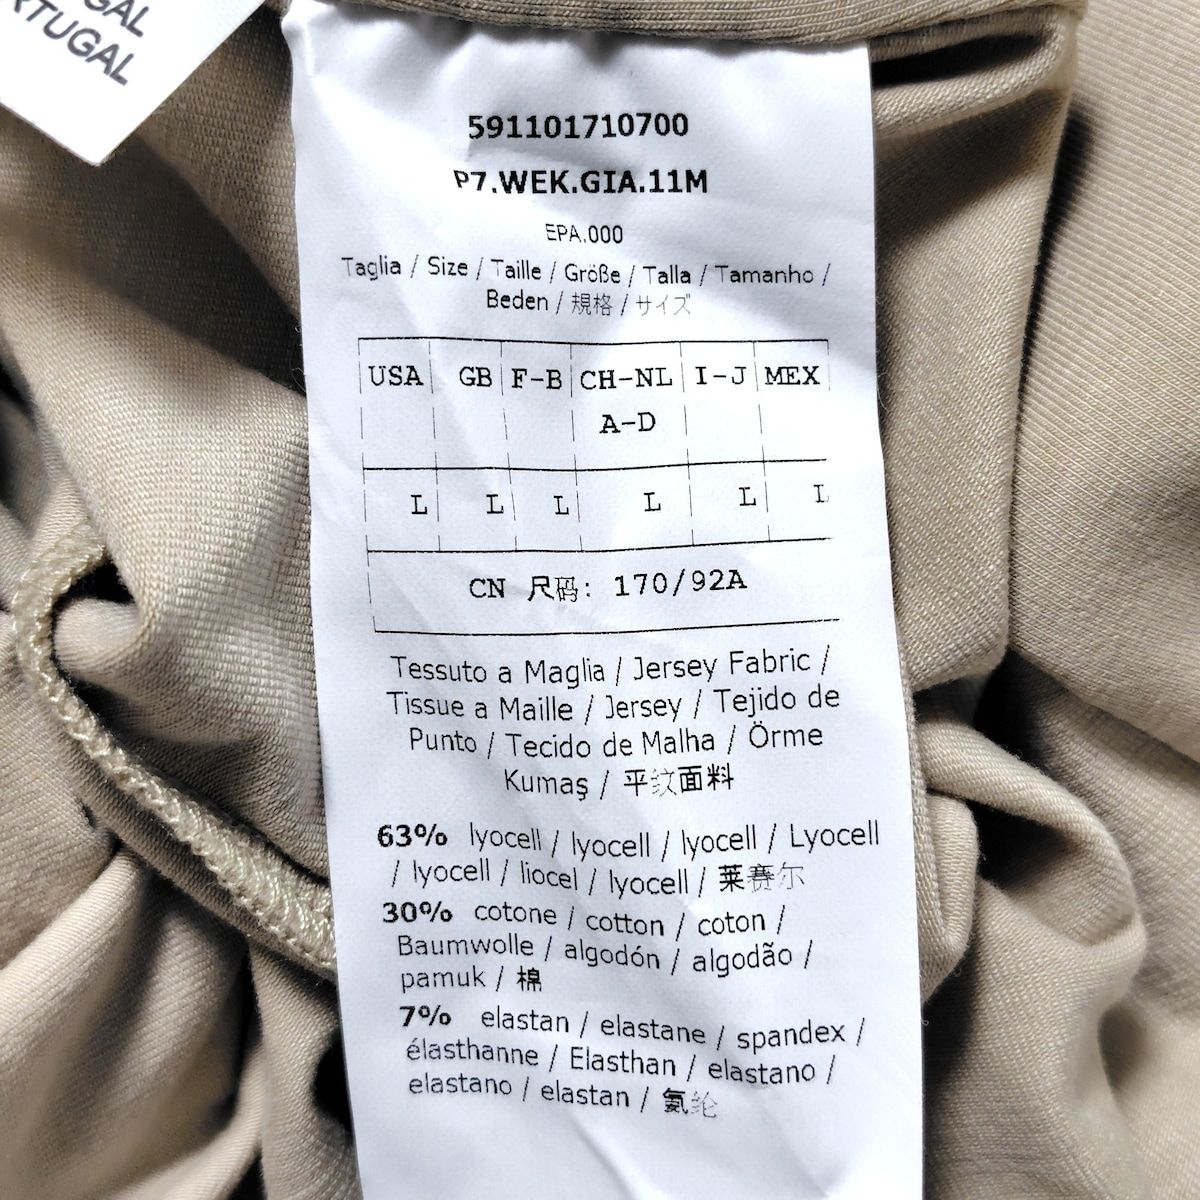 GAL
RTUGAL
591101710700
P7.WEK.GIA.11M
EPA.000
Taglia / Size / Taille / Größe / Talla / Tamanho /
Beden / 規格 / サイズ
USA GB F-B CH-NL I-J MEX
A-D
L L L L L L
CN 尺码: 170/92A
Tessuto a Maglia / Jersey Fabric /
Tissue a Maille / Jersey / Tejido de
Punto / Tecido de Malha / Örme
Kumaş / 平纹面料
63% lyocell / lyocell / lyocell / Lyocell
/ lyocell / liocel / lyocell / 莱赛尔
30% cotone / cotton / coton /
Baumwolle / algodón / algodão /
pamuk / 棉
7% elastan / elastane / spandex /
élasthanne / Elasthan / elastano /
elastano / elastan / 氨纶